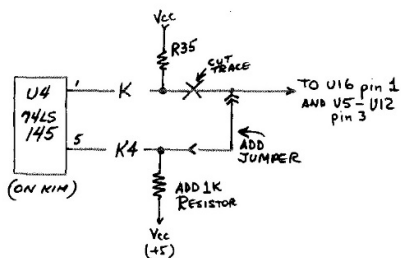 Vcc
R35
CUT
TRACE
U4
74LS
145
1
K
TO U16 pin 1
AND U5-U12
pin 3
5
K4
ADD
JUMPER
(ON KIM)
ADD 1K
RESISTOR
Vcc
(+5)